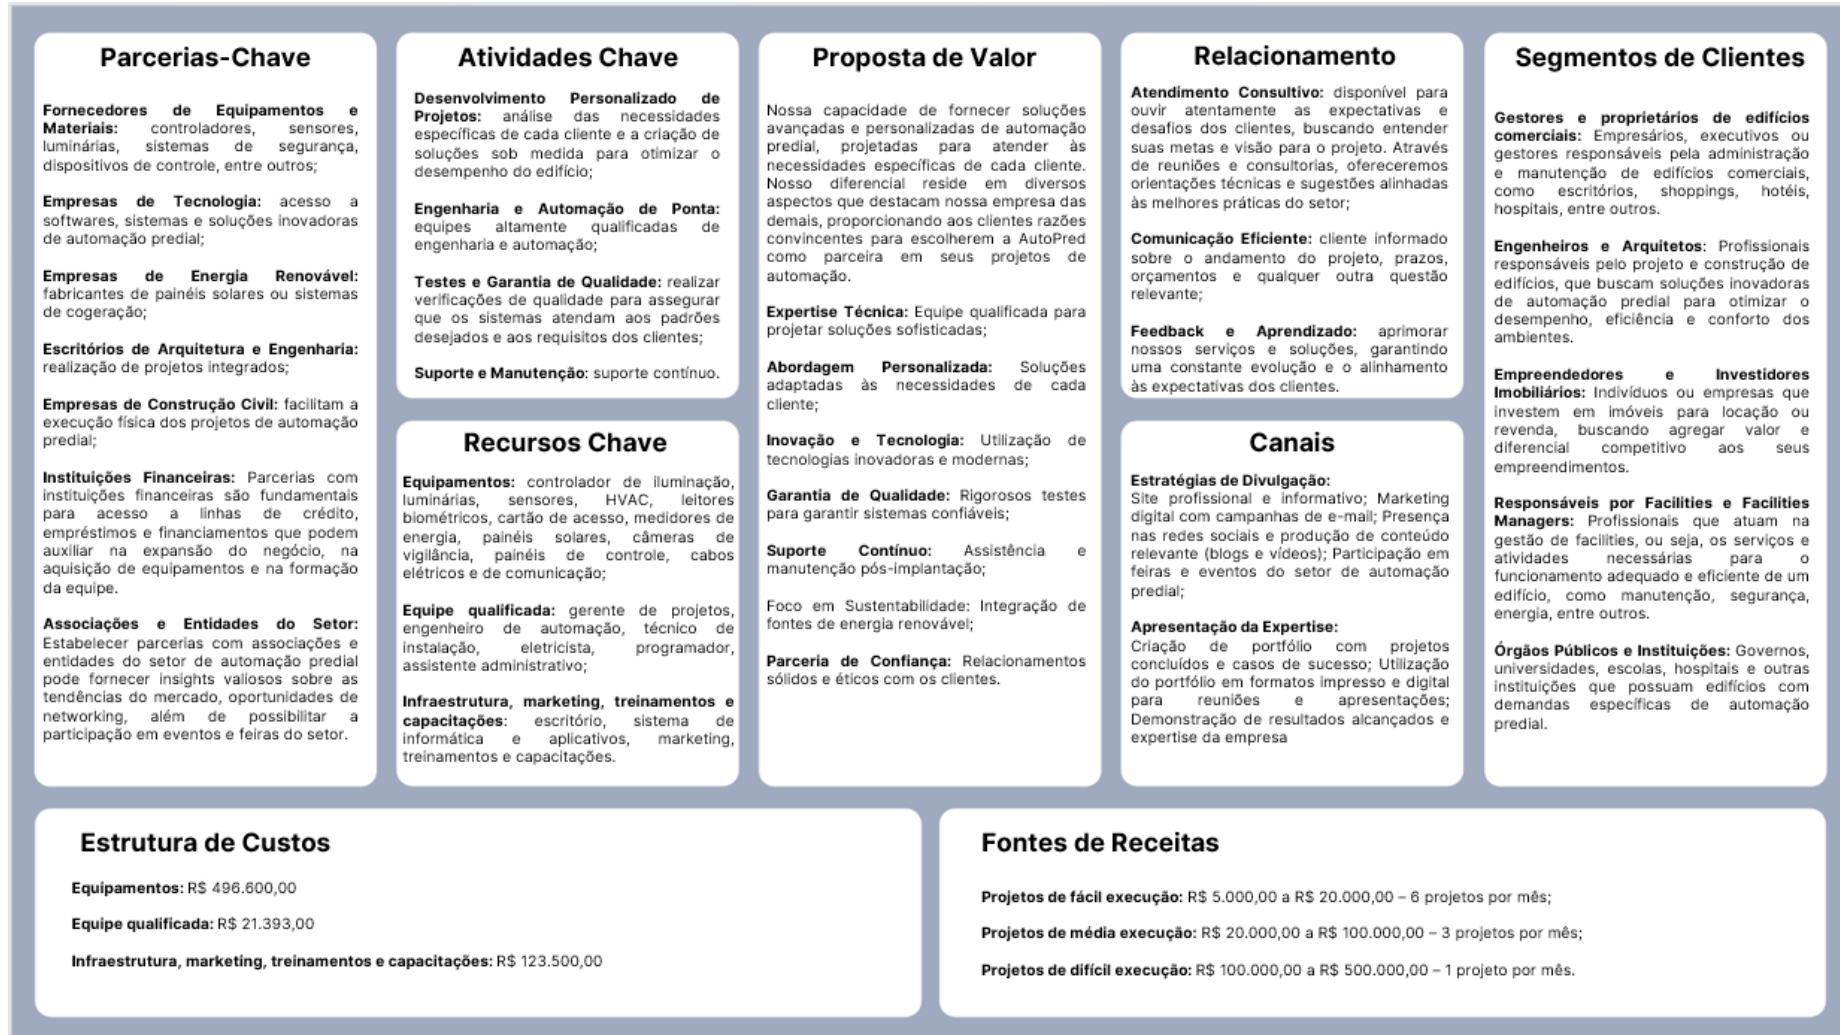 Parcerias-Chave
Fornecedores de Equipamentos e
Materiais: controladores, sensores,
luminárias, sistemas de segurança,
dispositivos de controle, entre outros;
Empresas de Tecnologia: acesso a
softwares, sistemas e soluções inovadoras
de automação predial;
Empresas de Energia Renovável:
fabricantes de painéis solares ou sistemas
de cogeração;
Escritórios de Arquitetura e Engenharia:
realização de projetos integrados;
Empresas de Construção Civil: facilitam a
execução física dos projetos de automação
predial;
Instituições Financeiras: Parcerias com
instituições financeiras são fundamentais
para acesso a linhas de crédito,
empréstimos e financiamentos que podem
auxiliar na expansão do negócio, na
aquisição de equipamentos e na formação
da equipe.
Associações e Entidades do Setor:
Estabelecer parcerias com associações e
entidades do setor de automação predial
pode fornecer insights valiosos sobre as
tendências do mercado, oportunidades de
networking, além de possibilitar a
participação em eventos e feiras do setor.
Atividades Chave
Desenvolvimento Personalizado de
Projetos: análise das necessidades
específicas de cada cliente e a criação de
soluções sob medida para otimizar o
desempenho do edifício;
Engenharia e Automação de Ponta:
equipes altamente qualificadas de
engenharia e automação;
Testes e Garantia de Qualidade: realizar
verificações de qualidade para assegurar
que os sistemas atendam aos padrões
desejados e aos requisitos dos clientes;
Suporte e Manutenção: suporte contínuo.
Recursos Chave
Equipamentos: controlador de iluminação,
luminárias, sensores, HVAC, leitores
biométricos, cartão de acesso, medidores de
energia, painéis solares, câmeras de
vigilância, painéis de controle, cabos
elétricos e de comunicação;
Equipe qualificada: gerente de projetos,
engenheiro de automação, técnico de
instalação, eletricista, programador,
assistente administrativo;
Infraestrutura, marketing, treinamentos e
capacitações: escritório, sistema de
informática e aplicativos, marketing,
treinamentos e capacitações.
Proposta de Valor
Nossa capacidade de fornecer soluções
avançadas e personalizadas de automação
predial, projetadas para atender às
necessidades específicas de cada cliente.
Nosso diferencial reside em diversos
aspectos que destacam nossa empresa das
demais, proporcionando aos clientes razões
convincentes para escolherem a AutoPred
como parceira em seus projetos de
automação.
Expertise Técnica: Equipe qualificada para
projetar soluções sofisticadas;
Abordagem Personalizada: Soluções
adaptadas às necessidades de cada
cliente;
Inovação e Tecnologia: Utilização de
tecnologias inovadoras e modernas;
Garantia de Qualidade: Rigorosos testes
para garantir sistemas confiáveis;
Suporte Contínuo: Assistência e
manutenção pós-implantação;
Foco em Sustentabilidade: Integração de
fontes de energia renovável;
Parceria de Confiança: Relacionamentos
sólidos e éticos com os clientes.
Relacionamento
Atendimento Consultivo: disponível para
ouvir atentamente as expectativas e
desafios dos clientes, buscando entender
suas metas e visão para o projeto. Através
de reuniões e consultorias, ofereceremos
orientações técnicas e sugestões alinhadas
às melhores práticas do setor;
Comunicação Eficiente: cliente informado
sobre o andamento do projeto, prazos,
orçamentos e qualquer outra questão
relevante;
Feedback e Aprendizado: aprimorar
nossos serviços e soluções, garantindo
uma constante evolução e o alinhamento
às expectativas dos clientes.
Canais
Estratégias de Divulgação:
Site profissional e informativo; Marketing
digital com campanhas de e-mail; Presença
nas redes sociais e produção de conteúdo
relevante (blogs e vídeos); Participação em
feiras e eventos do setor de automação
predial;
Apresentação da Expertise:
Criação de portfólio com projetos
concluídos e casos de sucesso; Utilização
do portfólio em formatos impresso e digital
para reuniões e apresentações;
Demonstração de resultados alcançados e
expertise da empresa
Segmentos de Clientes
Gestores e proprietários de edifícios
comerciais: Empresários, executivos ou
gestores responsáveis pela administração
e manutenção de edifícios comerciais,
como escritórios, shoppings, hotéis,
hospitais, entre outros.
Engenheiros e Arquitetos: Profissionais
responsáveis pelo projeto e construção de
edifícios, que buscam soluções inovadoras
de automação predial para otimizar o
desempenho, eficiência e conforto dos
ambientes.
Empreendedores e Investidores
Imobiliários: Indivíduos ou empresas que
investem em imóveis para locação ou
revenda, buscando agregar valor e
diferencial competitivo aos seus
empreendimentos.
Responsáveis por Facilities e Facilities
Managers: Profissionais que atuam na
gestão de facilities, ou seja, os serviços e
atividades necessárias para o
funcionamento adequado e eficiente de um
edifício, como manutenção, segurança,
energia, entre outros.
Órgãos Públicos e Instituições: Governos,
universidades, escolas, hospitais e outras
instituições que possuam edifícios com
demandas específicas de automação
predial.
Estrutura de Custos
Equipamentos: R$ 496.600,00
Equipe qualificada: R$ 21.393,00
Infraestrutura, marketing, treinamentos e capacitações: R$ 123.500,00
Fontes de Receitas
Projetos de fácil execução: R$ 5.000,00 a R$ 20.000,00 – 6 projetos por mês;
Projetos de média execução: R$ 20.000,00 a R$ 100.000,00 – 3 projetos por mês;
Projetos de difícil execução: R$ 100.000,00 a R$ 500.000,00 – 1 projeto por mês.